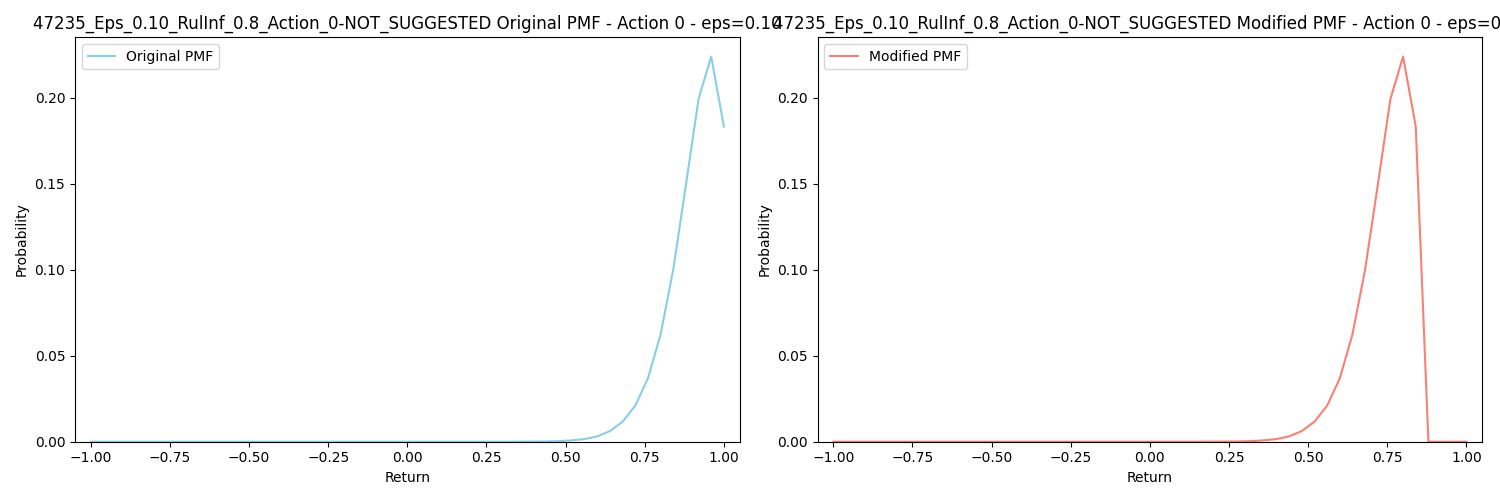 47235_Eps_0.10_RulInf_0.8_Action_0-NOT_SUGGESTED Original PMF - Action 0 - eps=0.10
Original PMF
Probability
0.20
0.15
0.10
0.05
0.00
−1.00 −0.75 −0.50 −0.25 0.00 0.25 0.50 0.75 1.00
Return
47235_Eps_0.10_RulInf_0.8_Action_0-NOT_SUGGESTED Modified PMF - Action 0 - eps=0
Modified PMF
Probability
0.20
0.15
0.10
0.05
0.00
−1.00 −0.75 −0.50 −0.25 0.00 0.25 0.50 0.75 1.00
Return